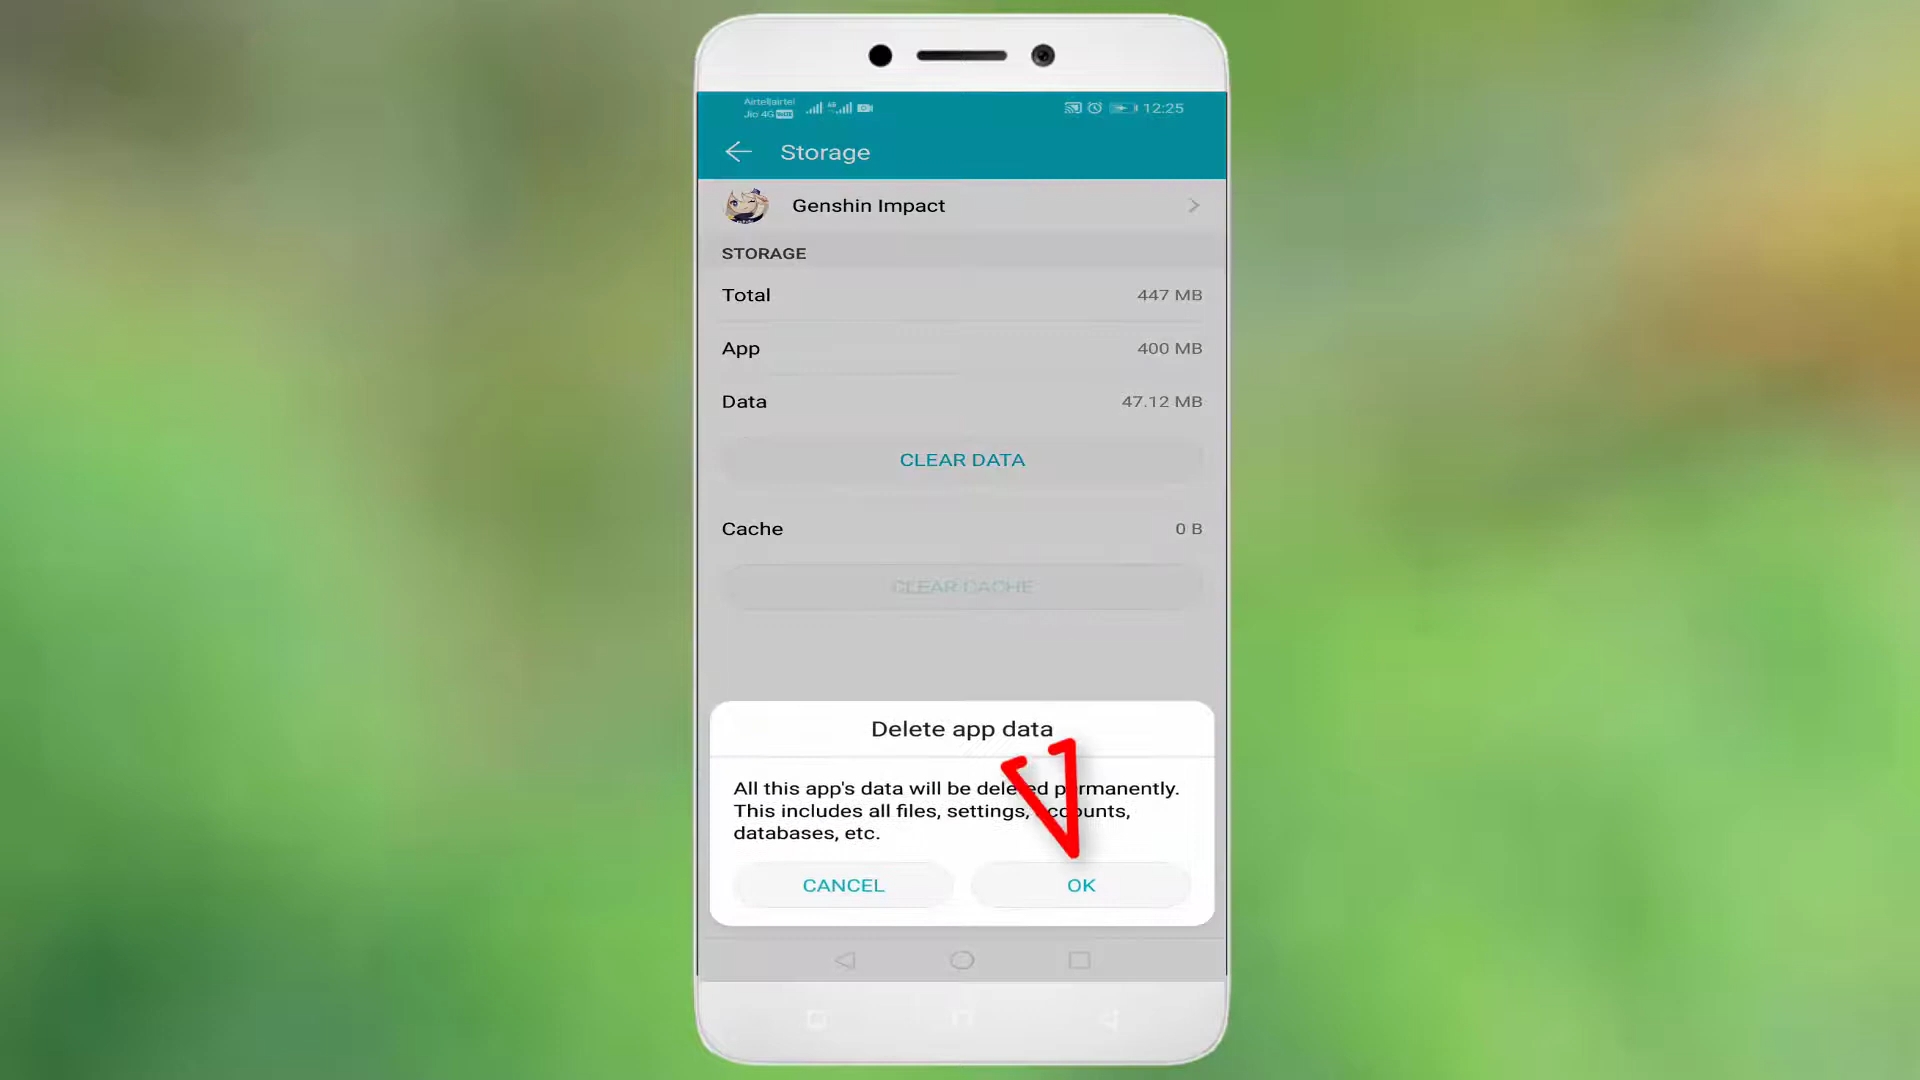 Airtel|airtel
Jio 4G VoLTE
4G
12:25
Storage
Genshin Impact
STORAGE
Total 447 MB
App 400 MB
Data 47.12 MB
CLEAR DATA
Cache 0 B
CLEAR CACHE
Delete app data
All this app's data will be deleted permanently.
This includes all files, settings, accounts,
databases, etc.
CANCEL OK